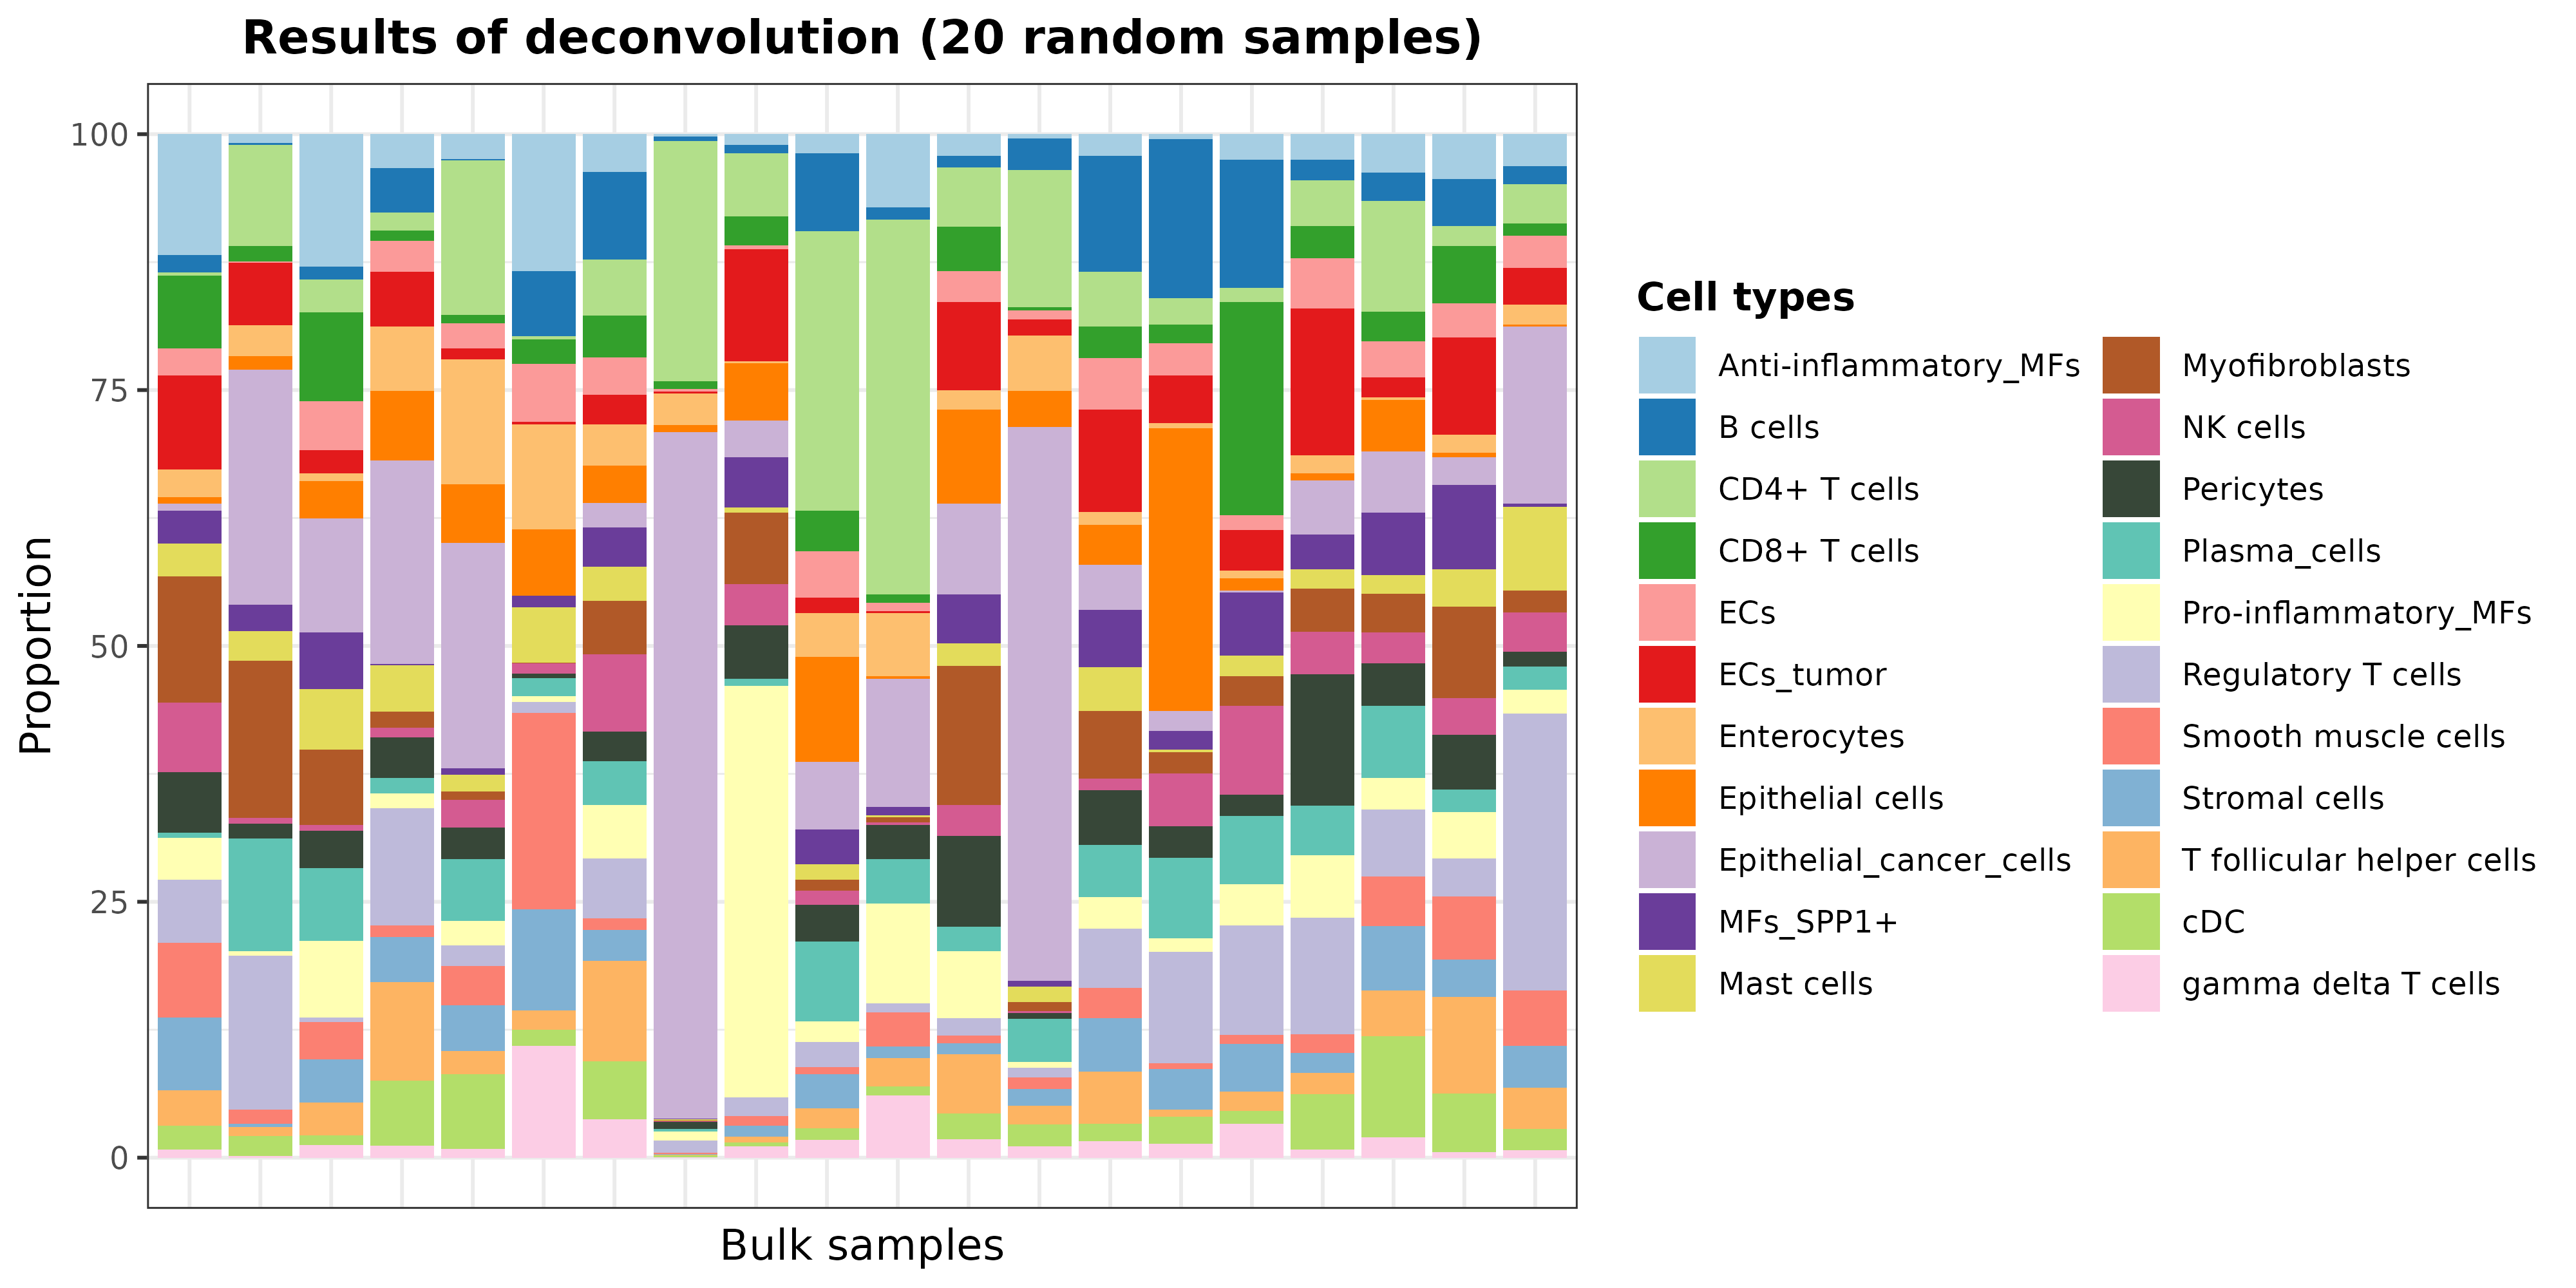 Results of deconvolution (20 random samples)
100
75
50
25
0
Proportion
Bulk samples
Cell types
Anti-inflammatory_MFs
B cells
CD4+ T cells
CD8+ T cells
ECs
ECs_tumor
Enterocytes
Epithelial cells
Epithelial_cancer_cells
MFs_SPP1+
Mast cells
Myofibroblasts
NK cells
Pericytes
Plasma_cells
Pro-inflammatory_MFs
Regulatory T cells
Smooth muscle cells
Stromal cells
T follicular helper cells
cDC
gamma delta T cells